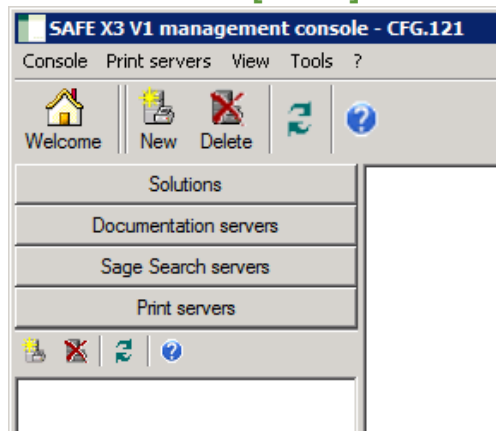 SAFE X3 V1 management console - CFG.121
Console Print servers View Tools ?
Welcome New Delete
Solutions
Documentation servers
Sage Search servers
Print servers